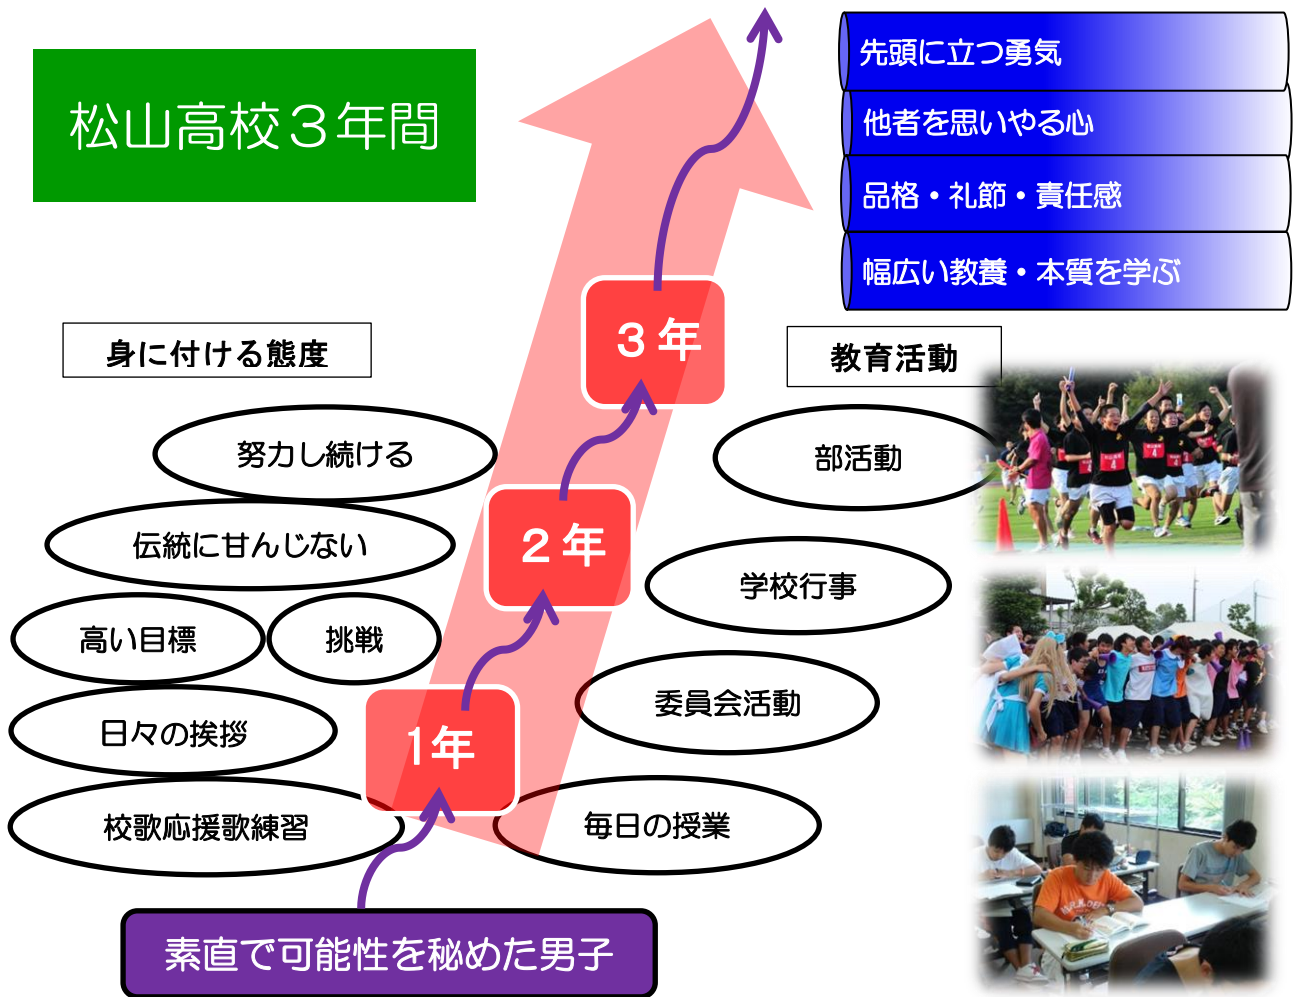 松山高校３年間
先頭に立つ勇気
他者を思いやる心
品格・礼節・責任感
幅広い教養・本質を学ぶ
身に付ける態度
教育活動
３年
努力し続ける
部活動
伝統に甘んじない
２年
学校行事
高い目標
挑戦
委員会活動
日々の挨拶
1年
校歌応援歌練習
毎日の授業
素直で可能性を秘めた男子